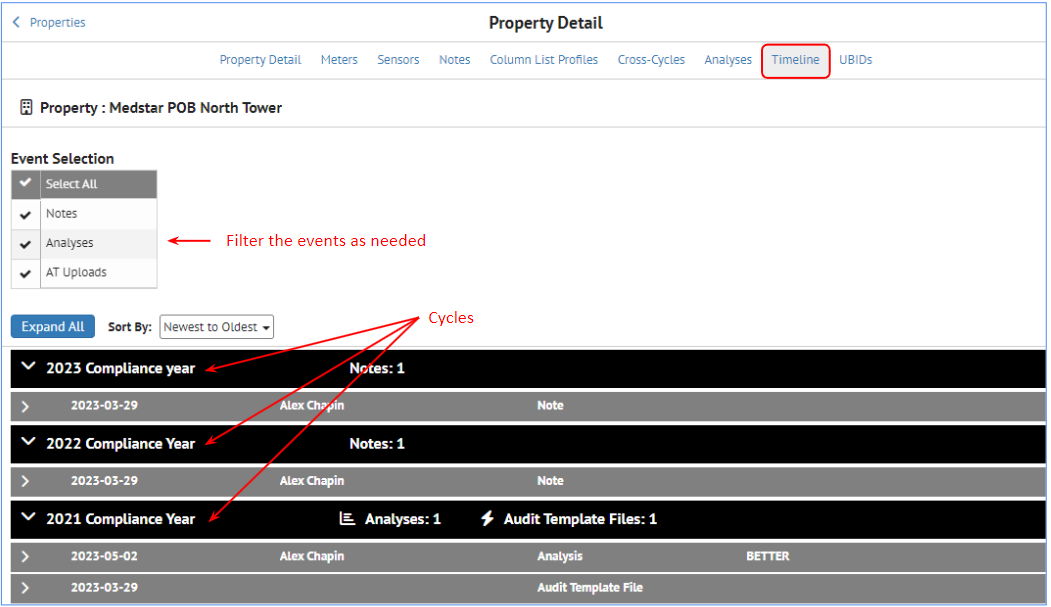 Properties
Property Detail
Property Detail Meters Sensors Notes Column List Profiles Cross-Cycles Analyses Timeline UBIDs
Property : Medstar POB North Tower
Event Selection
Select All
Notes
Analyses
AT Uploads
Filter the events as needed
Expand All Sort By: Newest to Oldest
Cycles
2023 Compliance year Notes: 1
2023-03-29 Alex Chapin Note
2022 Compliance Year Notes: 1
2023-03-29 Alex Chapin Note
2021 Compliance Year Analyses: 1 Audit Template Files: 1
2023-05-02 Alex Chapin Analysis BETTER
2023-03-29 Audit Template File